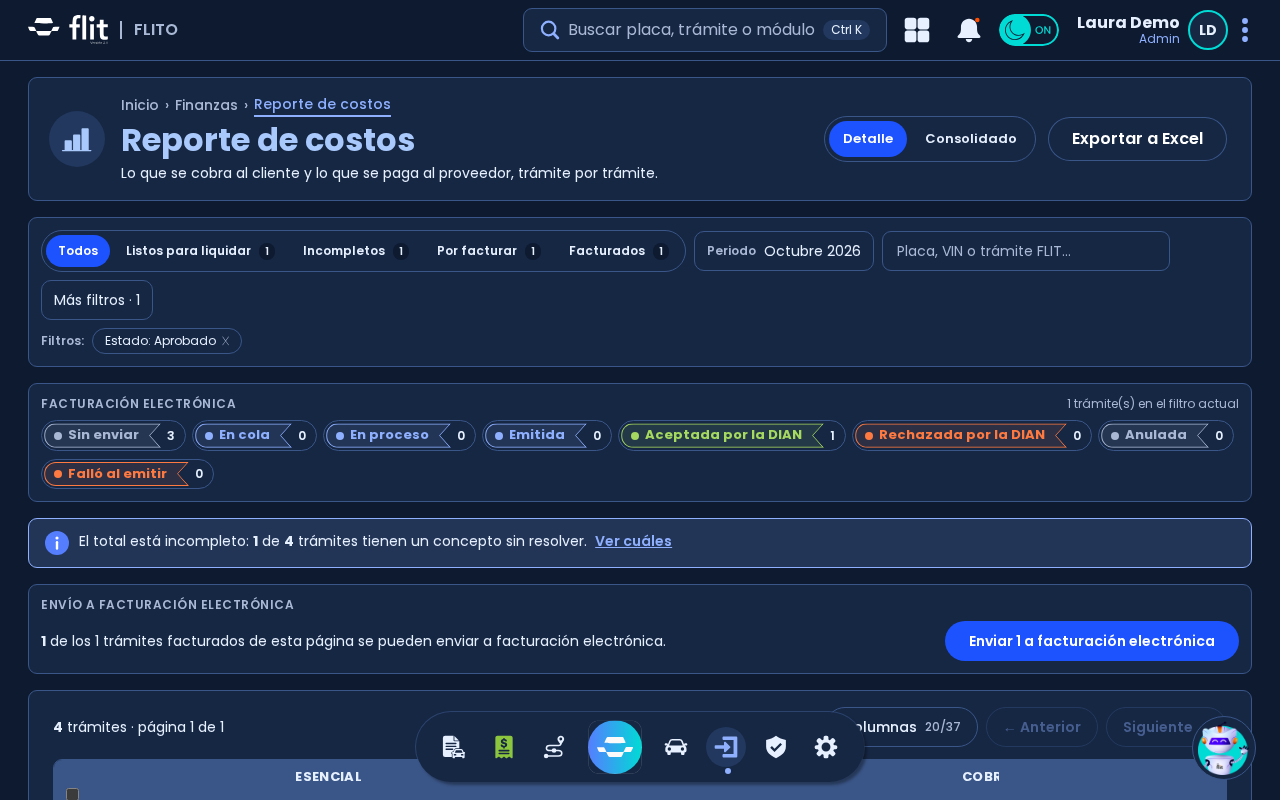 flit | FLITO
Buscar placa, trámite o módulo Ctrl K
ON
Laura Demo
Admin
LD
Inicio › Finanzas › Reporte de costos
Reporte de costos
Lo que se cobra al cliente y lo que se paga al proveedor, trámite por trámite.
Detalle Consolidado Exportar a Excel
Todos Listos para liquidar 1 Incompletos 1 Por facturar 1 Facturados 1 Periodo Octubre 2026 Placa, VIN o trámite FLIT...
Más filtros · 1
Filtros: Estado: Aprobado X
FACTURACIÓN ELECTRÓNICA 1 trámite(s) en el filtro actual
Sin enviar 3 En cola 0 En proceso 0 Emitida 0 Aceptada por la DIAN 1 Rechazada por la DIAN 0 Anulada 0
Falló al emitir 0
El total está incompleto: 1 de 4 trámites tienen un concepto sin resolver. Ver cuáles
ENVÍO A FACTURACIÓN ELECTRÓNICA
1 de los 1 trámites facturados de esta página se pueden enviar a facturación electrónica. Enviar 1 a facturación electrónica
4 trámites · página 1 de 1 olumnas 20/37 ← Anterior Siguiente
ESENCIAL COBR